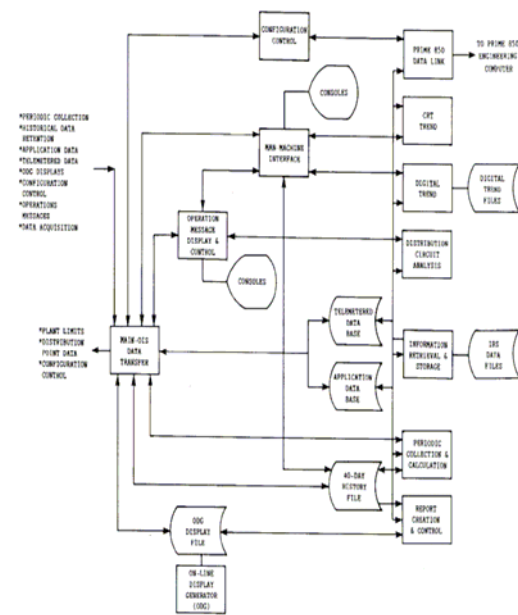 CONFIGURATION
CONTROL
PRIME 850
DATA LINK
TO PRIME 850
ENGINEERING
COMPUTER
CONSOLES
*PERIODIC COLLECTION
*HISTORICAL DATA
RETENTION
*APPLICATION DATA
*TELEMETERED DATA
*ODG DISPLAYS
*CONFIGURATION
CONTROL
*OPERATIONS
MESSAGES
*DATA ACQUISITION
MAN MACHINE
INTERFACE
CRT
TREND
DIGITAL
TREND
DIGITAL
TREND FILES
OPERATION
MESSAGE
DISPLAY &
CONTROL
DISTRIBUTION
CIRCUIT
ANALYSIS
CONSOLES
TELEMETERED
DATA
BASE
*PLANT LIMITS
*DISTRIBUTION
POINT DATA
*CONFIGURATION
CONTROL
MAIN-OIS
DATA
TRANSFER
INFORMATION
RETRIEVAL &
STORAGE
IRS
DATA
FILES
APPLICATION
DATA
BASE
PERIODIC
COLLECTION &
CALCULATION
40-DAY
HISTORY
FILE
REPORT
CREATION
& CONTROL
ODG
DISPLAY
FILE
ON-LINE
DISPLAY
GENERATOR
(ODG)